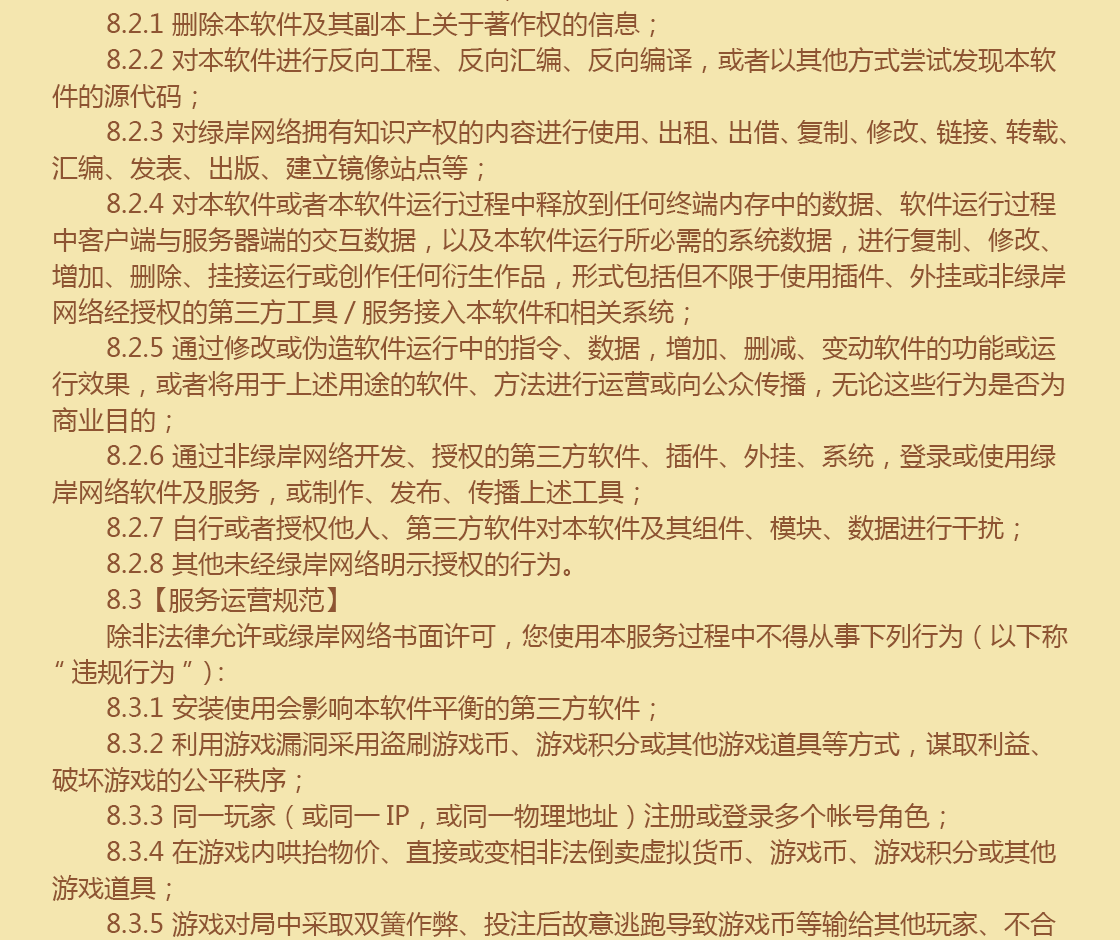 8.2.1 删除本软件及其副本上关于著作权的信息；
8.2.2 对本软件进行反向工程、反向汇编、反向编译，或者以其他方式尝试发现本软
件的源代码；
8.2.3 对绿岸网络拥有知识产权的内容进行使用、出租、出借、复制、修改、链接、转载、
汇编、发表、出版、建立镜像站点等；
8.2.4 对本软件或者本软件运行过程中释放到任何终端内存中的数据、软件运行过程
中客户端与服务器端的交互数据，以及本软件运行所必需的系统数据，进行复制、修改、
增加、删除、挂接运行或创作任何衍生作品，形式包括但不限于使用插件、外挂或非绿岸
网络经授权的第三方工具 / 服务接入本软件和相关系统；
8.2.5 通过修改或伪造软件运行中的指令、数据，增加、删减、变动软件的功能或运
行效果，或者将用于上述用途的软件、方法进行运营或向公众传播，无论这些行为是否为
商业目的；
8.2.6 通过非绿岸网络开发、授权的第三方软件、插件、外挂、系统，登录或使用绿
岸网络软件及服务，或制作、发布、传播上述工具；
8.2.7 自行或者授权他人、第三方软件对本软件及其组件、模块、数据进行干扰；
8.2.8 其他未经绿岸网络明示授权的行为。
8.3【服务运营规范】
除非法律允许或绿岸网络书面许可，您使用本服务过程中不得从事下列行为（以下称
“违规行为”）：
8.3.1 安装使用会影响本软件平衡的第三方软件；
8.3.2 利用游戏漏洞采用盗刷游戏币、游戏积分或其他游戏道具等方式，谋取利益、
破坏游戏的公平秩序；
8.3.3 同一玩家（或同一 IP，或同一物理地址）注册或登录多个帐号角色；
8.3.4 在游戏内哄抬物价、直接或变相非法倒卖虚拟货币、游戏币、游戏积分或其他
游戏道具；
8.3.5 游戏对局中采取双簧作弊、投注后故意逃跑导致游戏币等输给其他玩家、不合